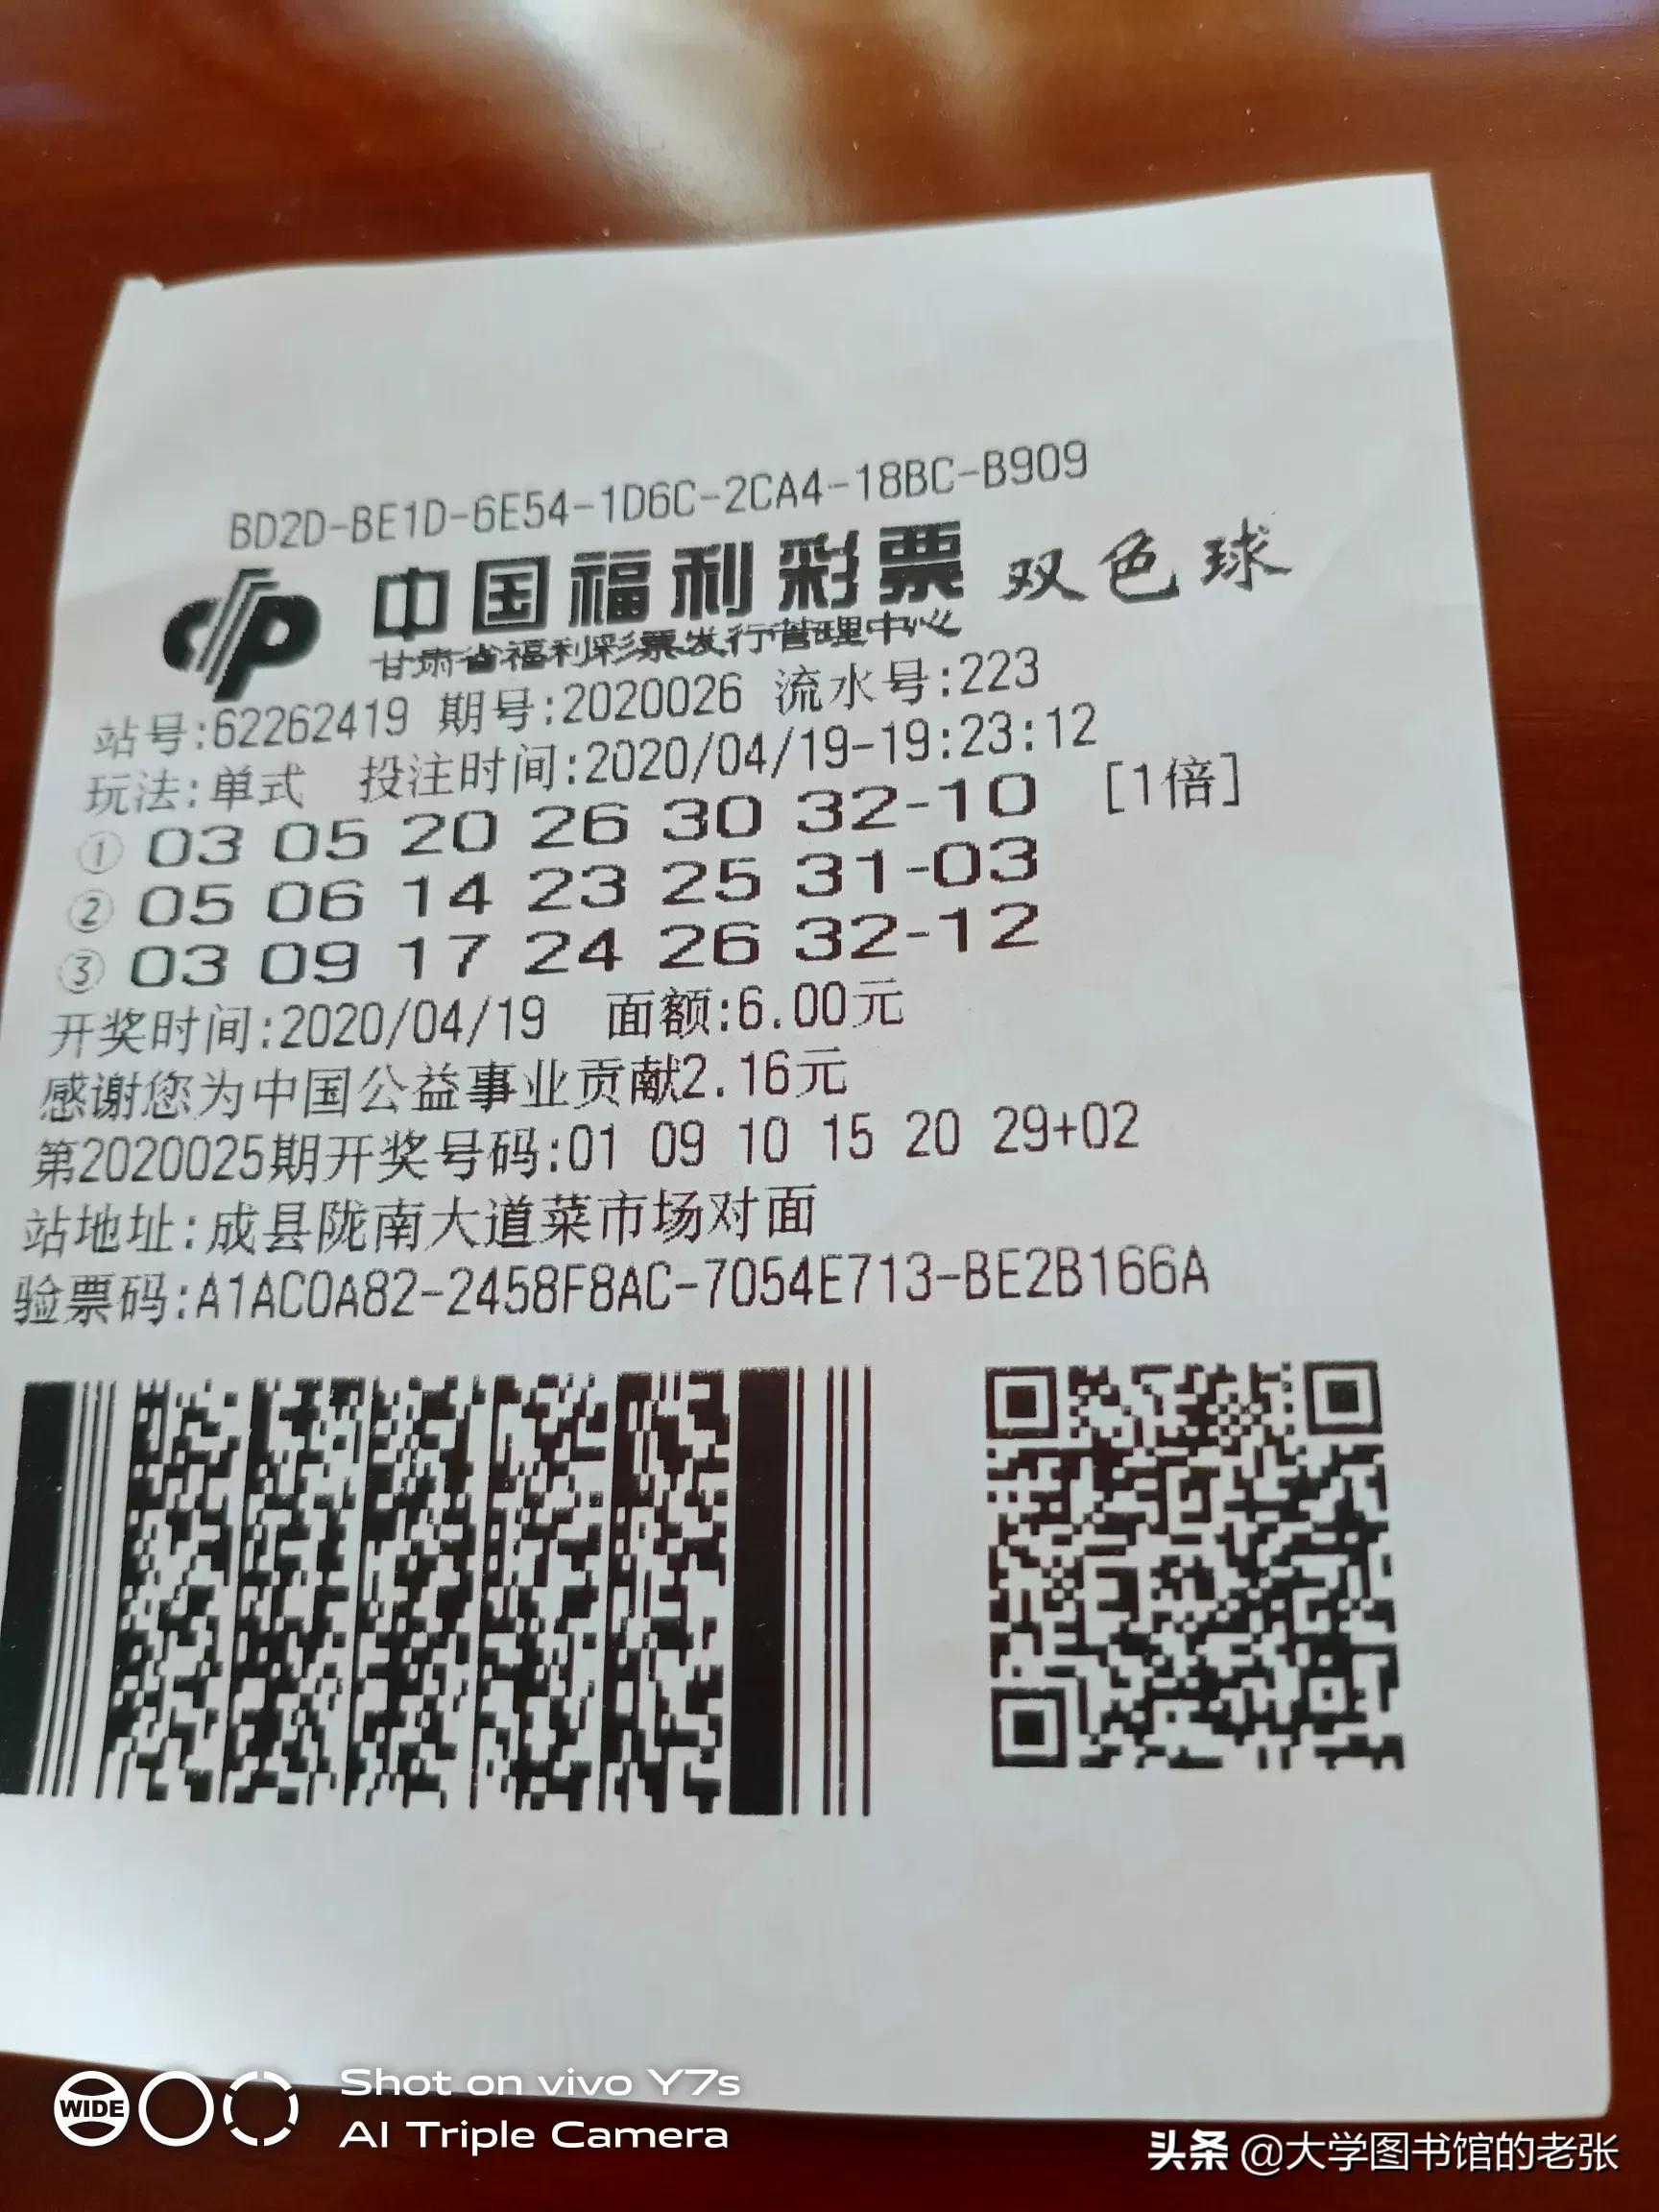 BD2D-BE1D-6E54-1D6C-2CA4-18BC-B909
中国福利彩票 双色球
甘肃省福利彩票发行管理中心
站号:62262419 期号:2020026 流水号:223
玩法:单式 投注时间:2020/04/19-19:23:12
① 03 05 20 26 30 32-10 [1倍]
② 05 06 14 23 25 31-03
③ 03 09 17 24 26 32-12
开奖时间:2020/04/19 面额:6.00元
感谢您为中国公益事业贡献2.16元
第2020025期开奖号码:01 09 10 15 20 29+02
站地址:成县陇南大道菜市场对面
验票码:A1AC0A82-2458F8AC-7054E713-BE2B166A
WIDE
Shot on vivo Y7s
AI Triple Camera
头条 @大学图书馆的老张